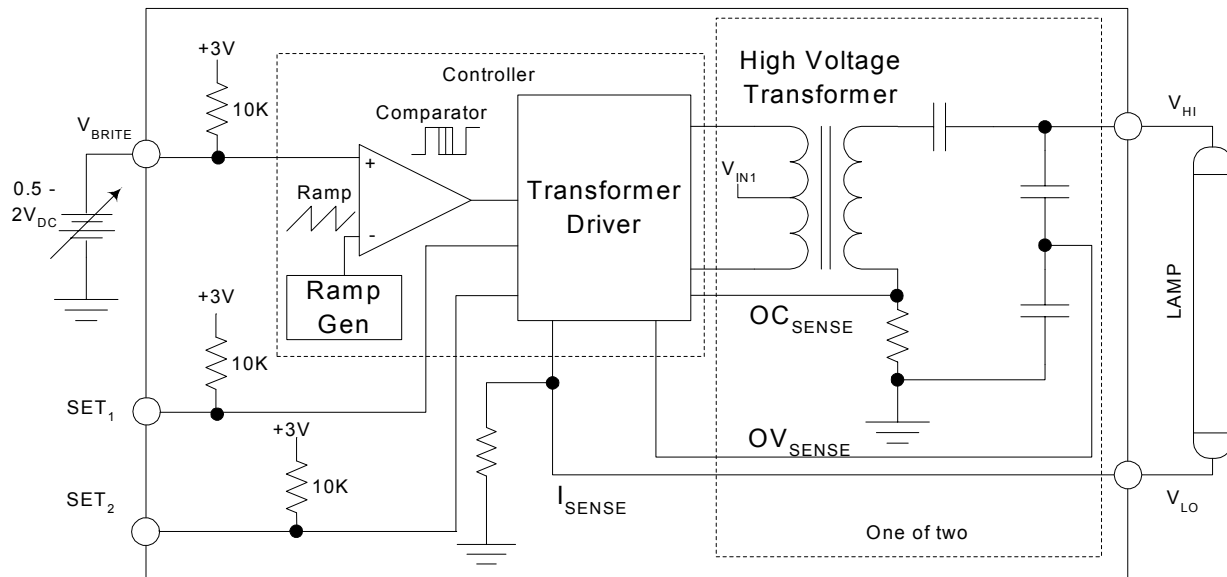 +3V
10K
V_BRITE
0.5 -
2V_DC
Controller
Comparator
+
Ramp
-
Ramp
Gen
Transformer
Driver
High Voltage
Transformer
V_IN1
V_HI
LAMP
V_LO
+3V
10K
SET_1
+3V
10K
SET_2
OC_SENSE
OV_SENSE
I_SENSE
One of two